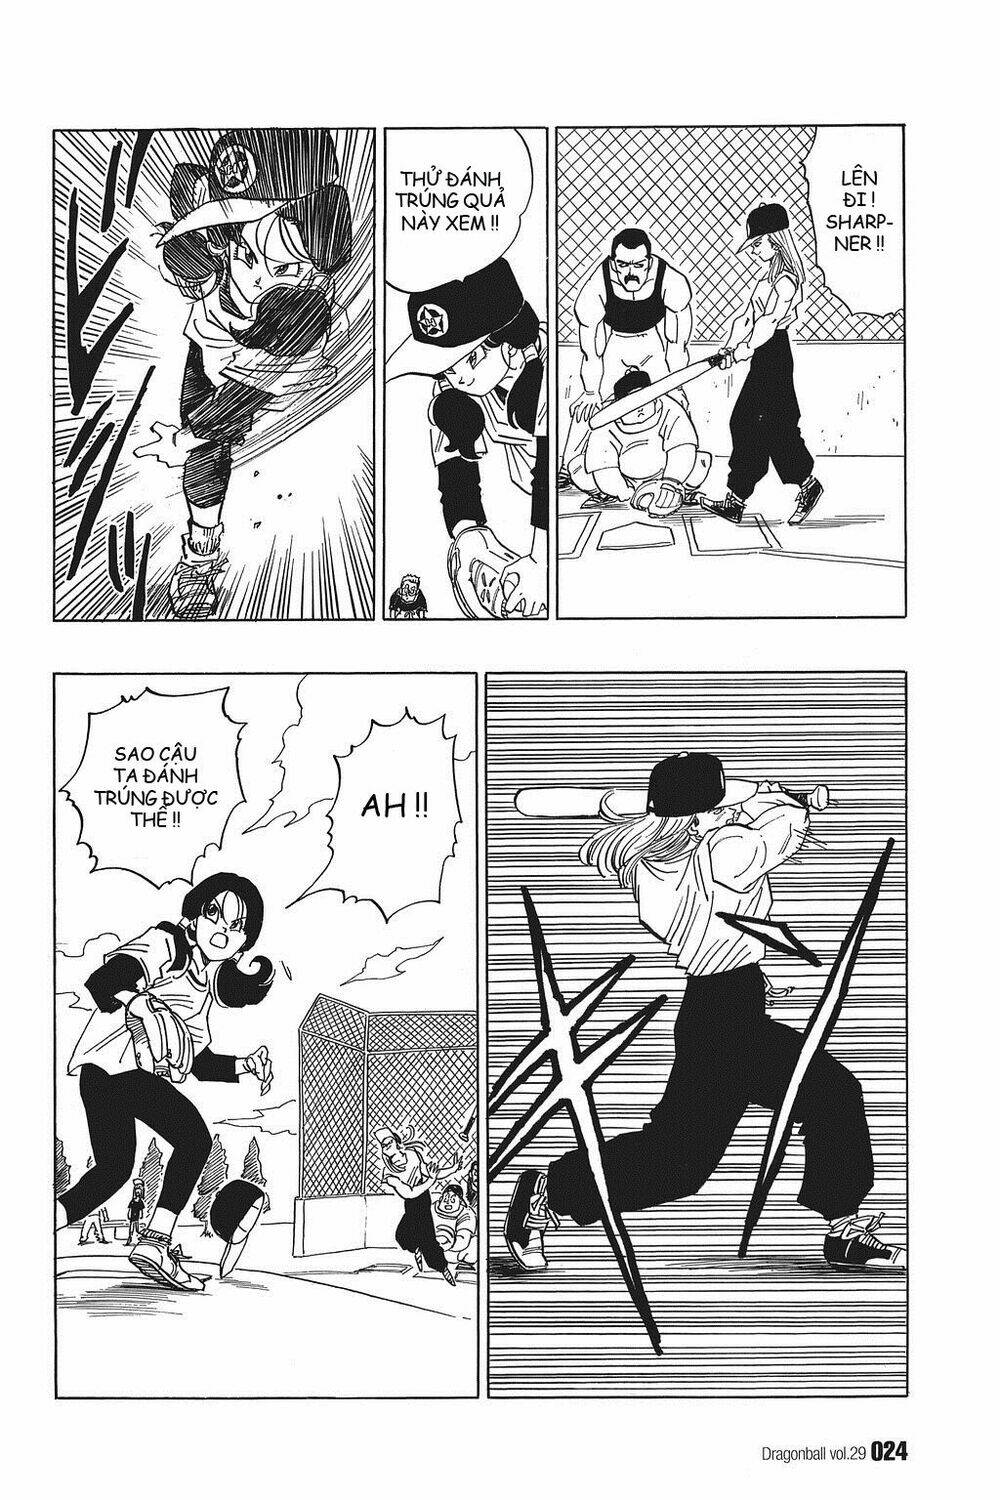 LÊN
ĐI !
SHARP-
NER !!
THỬ ĐÁNH
TRÚNG QUẢ
NÀY XEM !!
AH !!
SAO CẬU
TA ĐÁNH
TRÚNG ĐƯỢC
THẾ !!
Dragonball vol.29 024